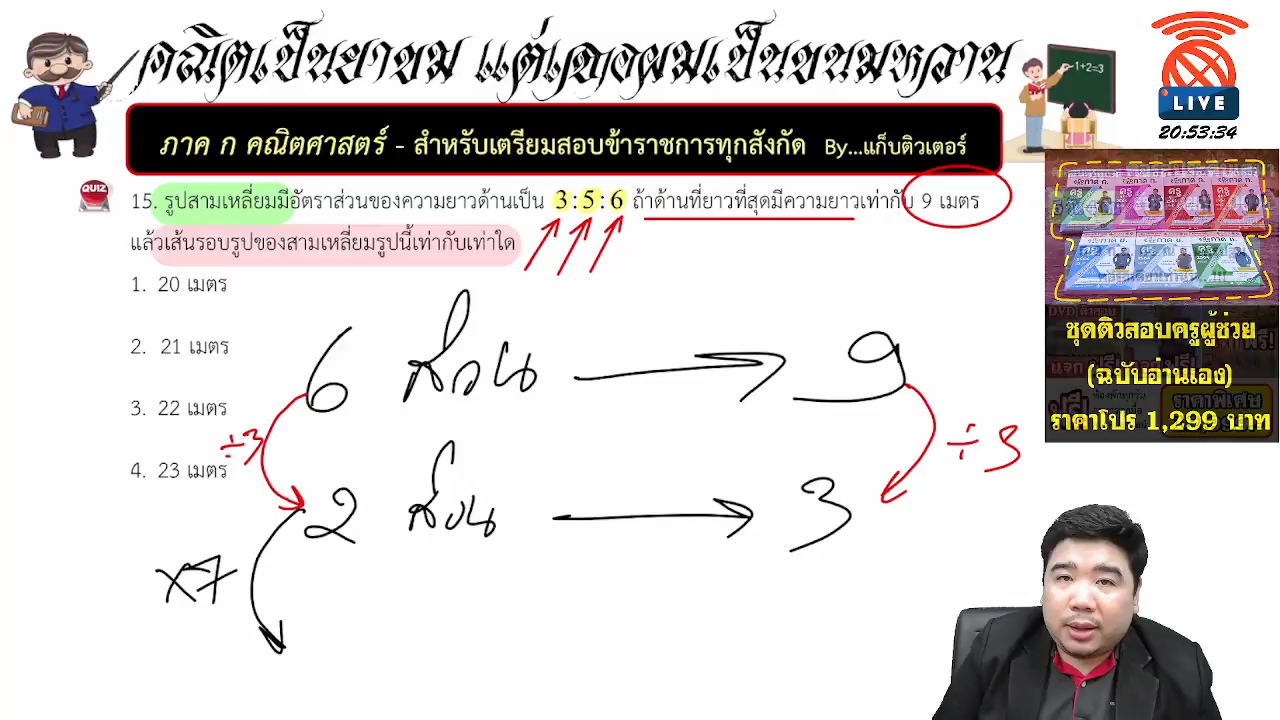 คณิตเป็นยาขม แต่เคอผมเป็นขนมหวาน
-1+2=3
LIVE
20:53:34
ภาค ก คณิตศาสตร์ - สำหรับเตรียมสอบข้าราชการทุกสังกัด By...แก็บติวเตอร์
QUIZ
15. รูปสามเหลี่ยมมีอัตราส่วนของความยาวด้านเป็น 3 : 5 : 6 ถ้าด้านที่ยาวที่สุดมีความยาวเท่ากับ 9 เมตร
แล้วเส้นรอบรูปของสามเหลี่ยมรูปนี้เท่ากับเท่าใด
1. 20 เมตร
2. 21 เมตร
3. 22 เมตร
4. 23 เมตร
6 ส่วน 9
÷3 ÷3
2 ส่วน 3
×7
ชุดติวสอบครูผู้ช่วย
(ฉบับอ่านเอง)
ราคาโปร 1,299 บาท